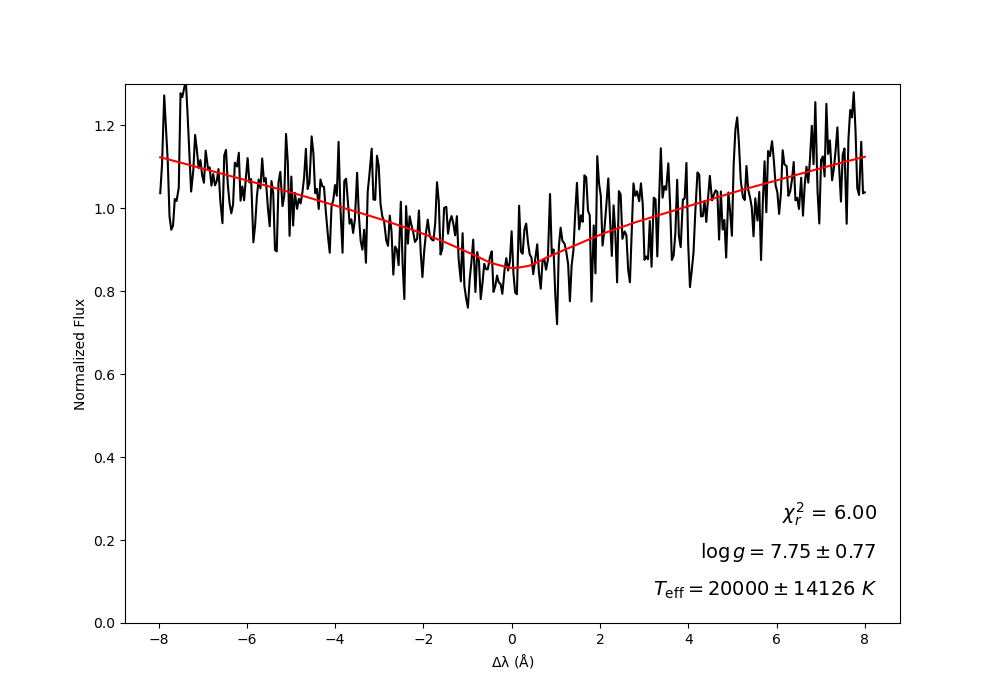 1.2
1.0
0.8
0.6
0.4
0.2
0.0
Normalized Flux
χ²ᵣ = 6.00
log g = 7.75 ± 0.77
T_eff = 20000 ± 14126 K
−8 −6 −4 −2 0 2 4 6 8
Δλ (Å)